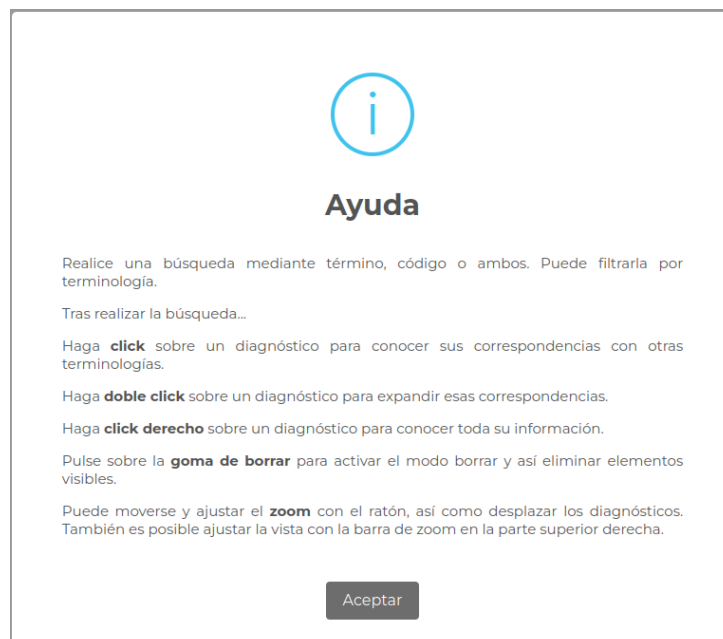 i
Ayuda
Realice una búsqueda mediante término, código o ambos. Puede filtrarla por
terminología.
Tras realizar la búsqueda...
Haga click sobre un diagnóstico para conocer sus correspondencias con otras
terminologías.
Haga doble click sobre un diagnóstico para expandir esas correspondencias.
Haga click derecho sobre un diagnóstico para conocer toda su información.
Pulse sobre la goma de borrar para activar el modo borrar y así eliminar elementos
visibles.
Puede moverse y ajustar el zoom con el ratón, así como desplazar los diagnósticos.
También es posible ajustar la vista con la barra de zoom en la parte superior derecha.
Aceptar